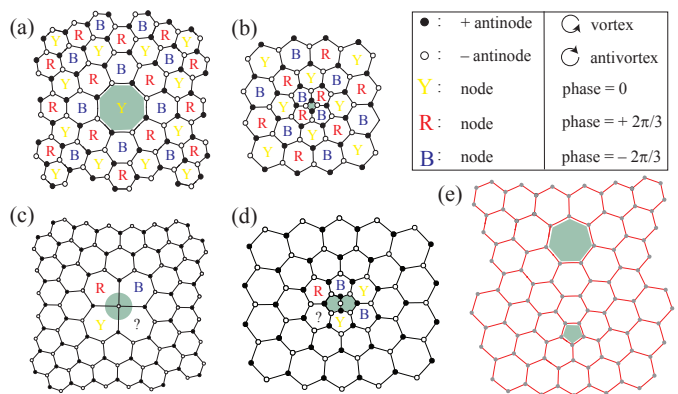 (a)
B
R R
Y Y
B R B
R Y Y R
B B
R B R
Y Y
B Y B
R R
(b)
Y R Y
R Y R
B R
B B
R B
R Y R
Y R Y
● : + antinode
○ : – antinode
Y : node
R : node
B : node
vortex
antivortex
phase = 0
phase = + 2π/3
phase = – 2π/3
(c)
R B
Y ?
(d)
B
R Y
? B
Y
(e)